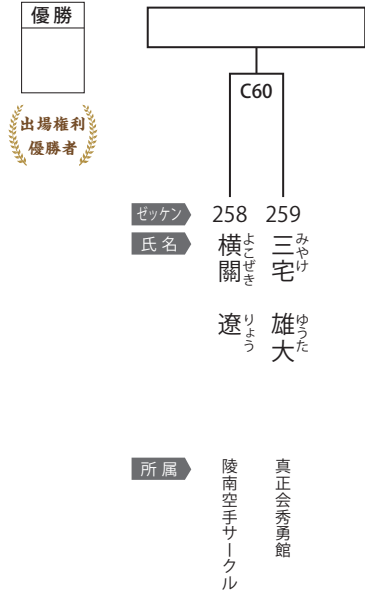 優勝
出場権利
優勝者
C60
ゼッケン
258
259
氏名
横關 遼
よこぜき りょう
三宅 雄大
みやけ ゆうた
所属
陵南空手サークル
真正会秀勇館